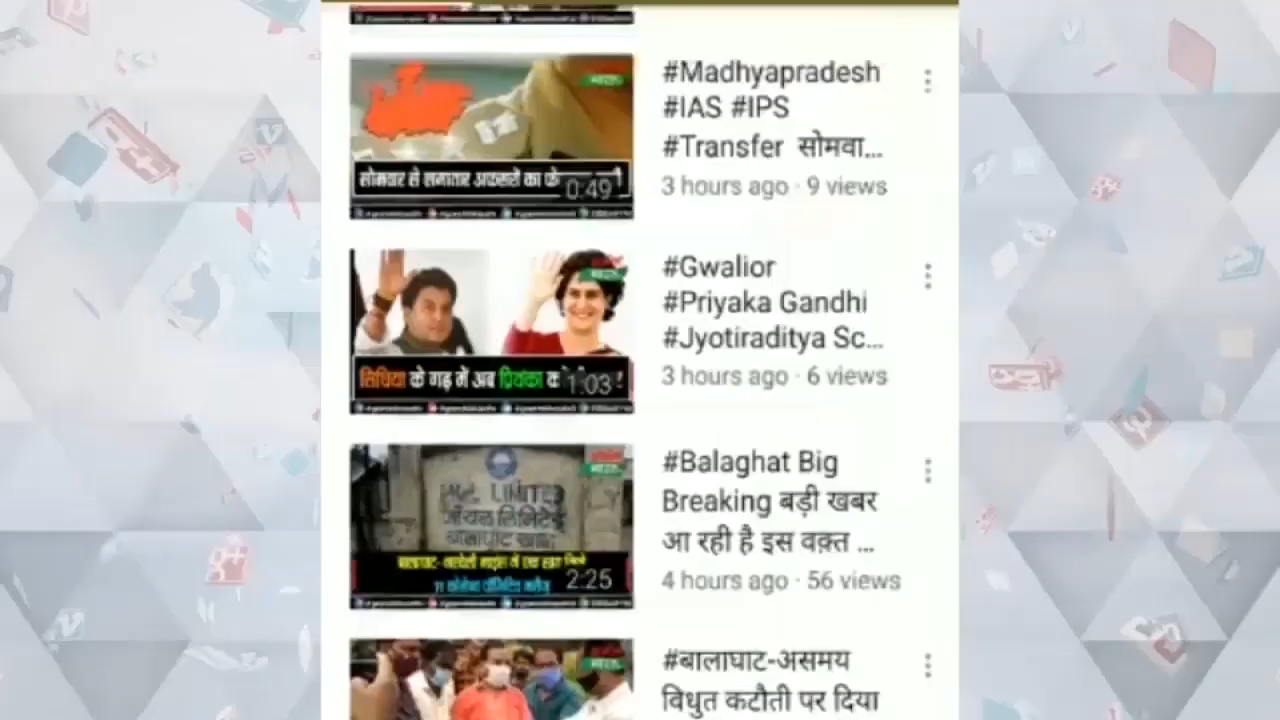 #Madhyapradesh
#IAS #IPS
#Transfer सोमवा...
3 hours ago · 9 views
सोमवार से लगातार अफसरों का फे
0:49
#Gwalior
#Priyaka Gandhi
#Jyotiraditya Sc...
3 hours ago · 6 views
सिंधिया के गढ़ में अब प्रियंका क
1:03
#Balaghat Big
Breaking बड़ी खबर
आ रही है इस वक़्त ...
4 hours ago · 56 views
LIMITED
लिमिटेड
बालाघाट
2:25
#बालाघाट-असमय
विधुत कटौती पर दिया